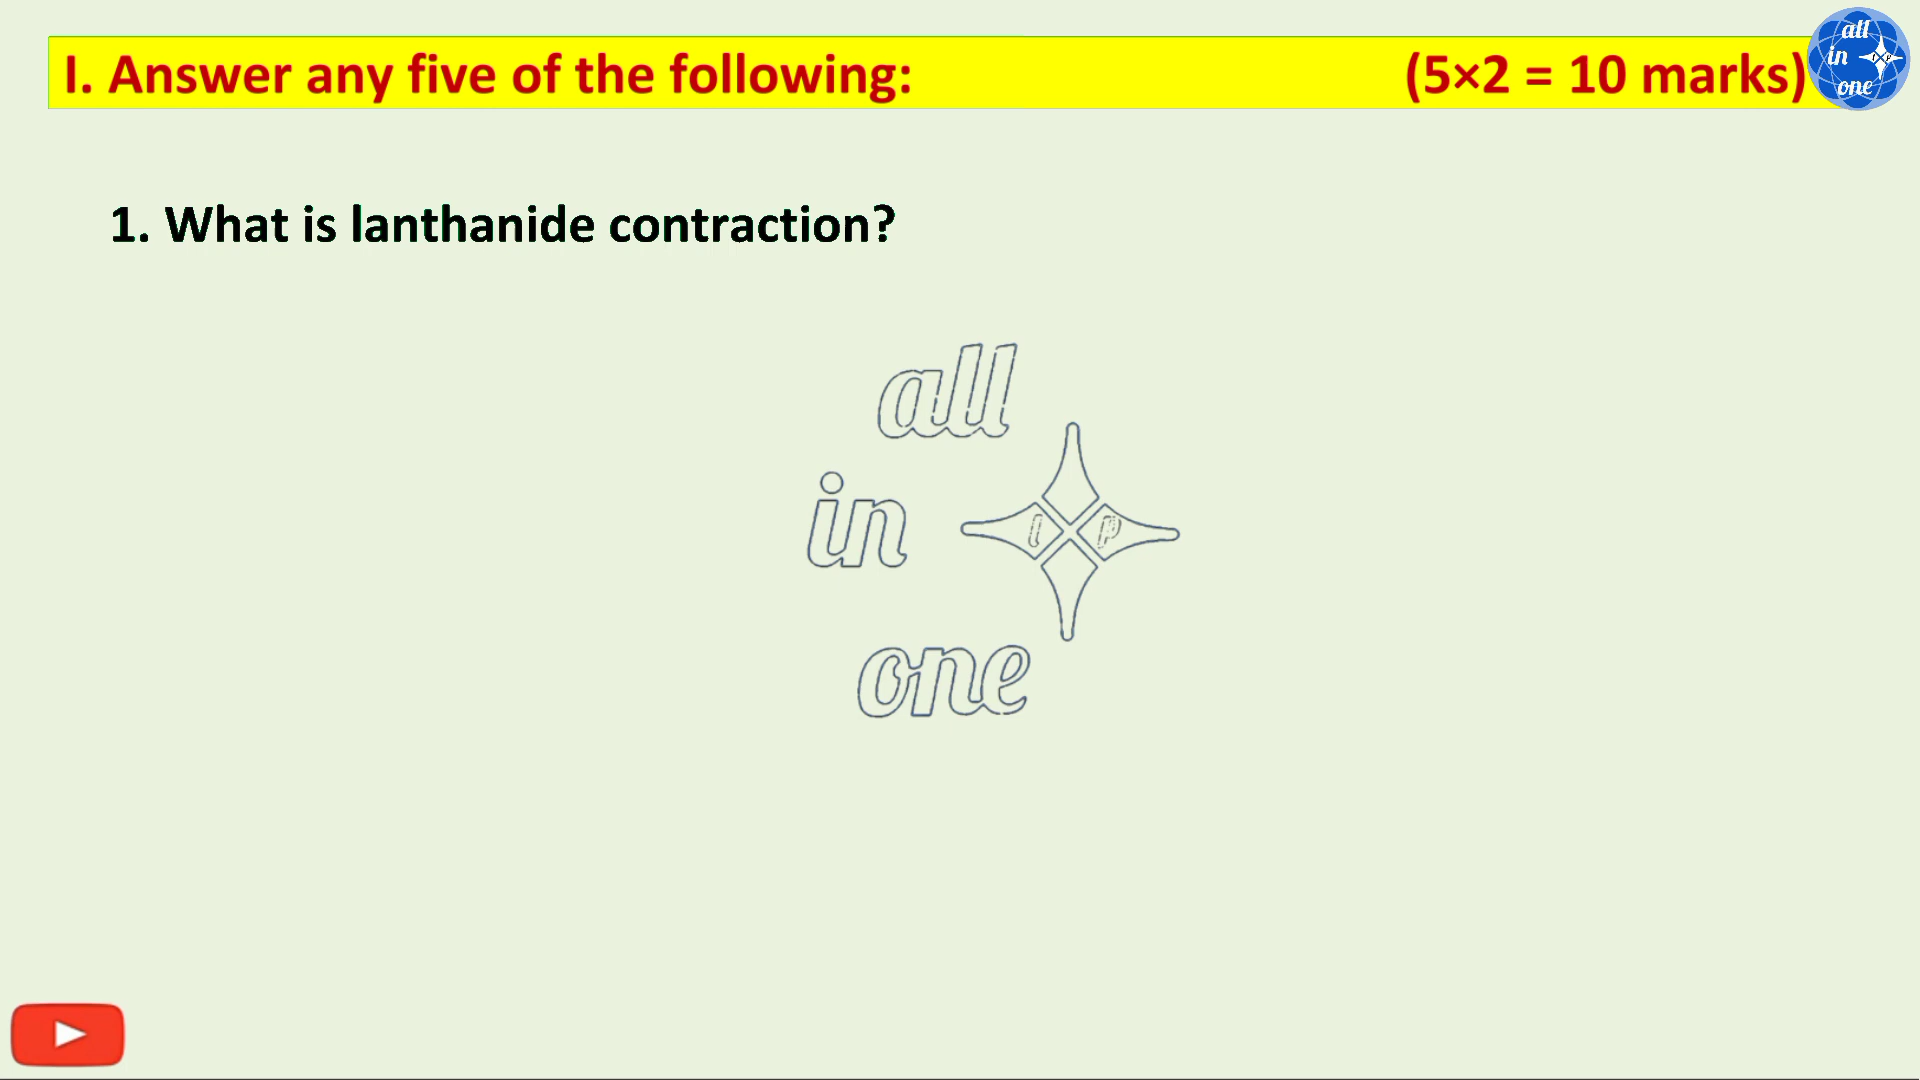 I. Answer any five of the following: (5×2 = 10 marks)
all
in
one
1. What is lanthanide contraction?
all
in
l p
one